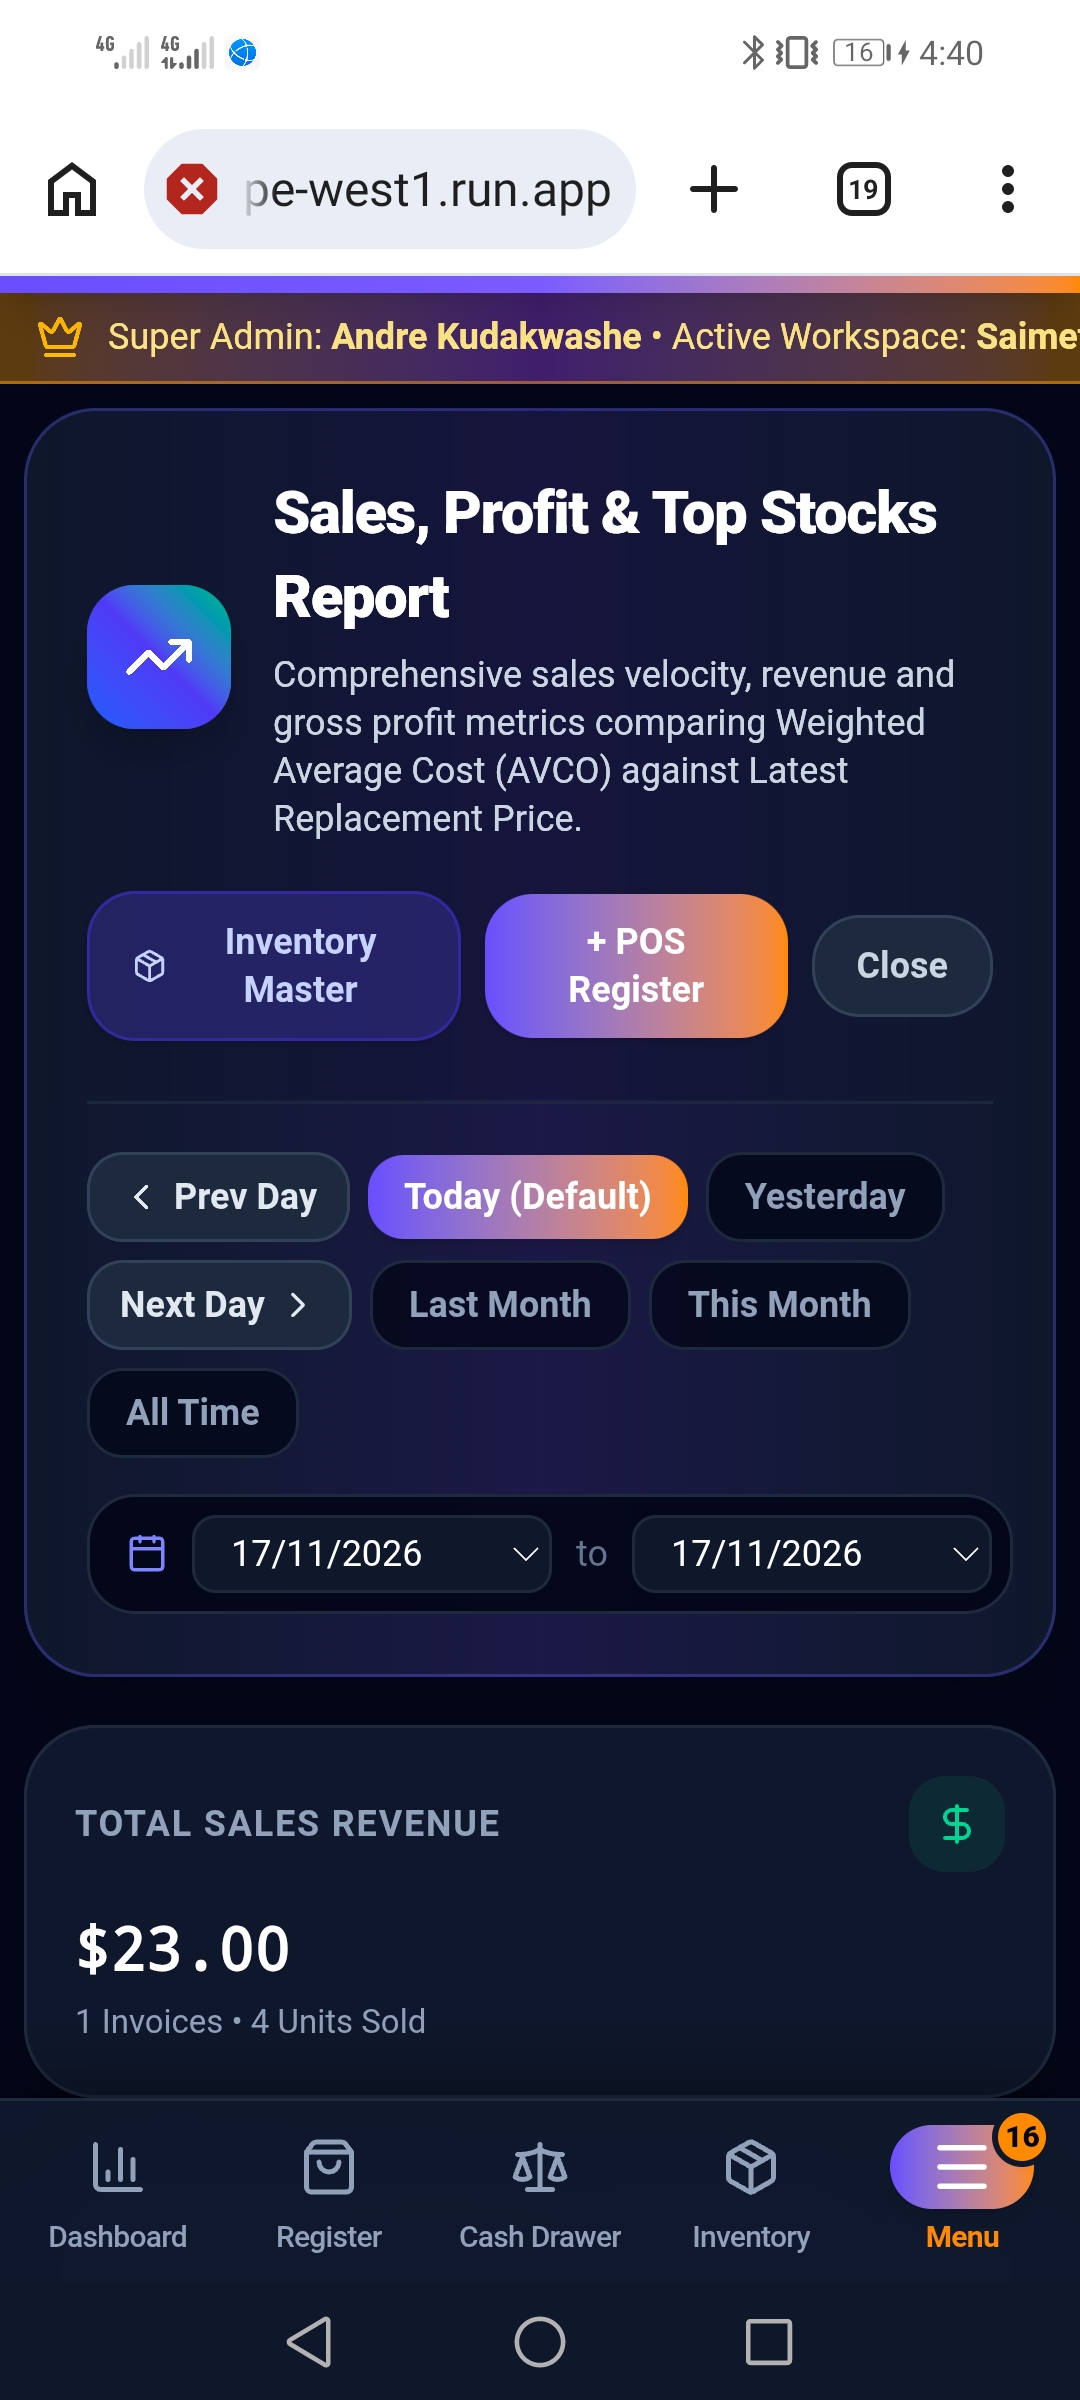 4G 4G 16 4:40
pe-west1.run.app 19
Super Admin: Andre Kudakwashe • Active Workspace: Saime
Sales, Profit & Top Stocks
Report
Comprehensive sales velocity, revenue and
gross profit metrics comparing Weighted
Average Cost (AVCO) against Latest
Replacement Price.
Inventory
Master
+ POS
Register
Close
Prev Day Today (Default) Yesterday
Next Day Last Month This Month
All Time
17/11/2026 to 17/11/2026
TOTAL SALES REVENUE
$
$23.00
1 Invoices • 4 Units Sold
16
Dashboard Register Cash Drawer Inventory Menu